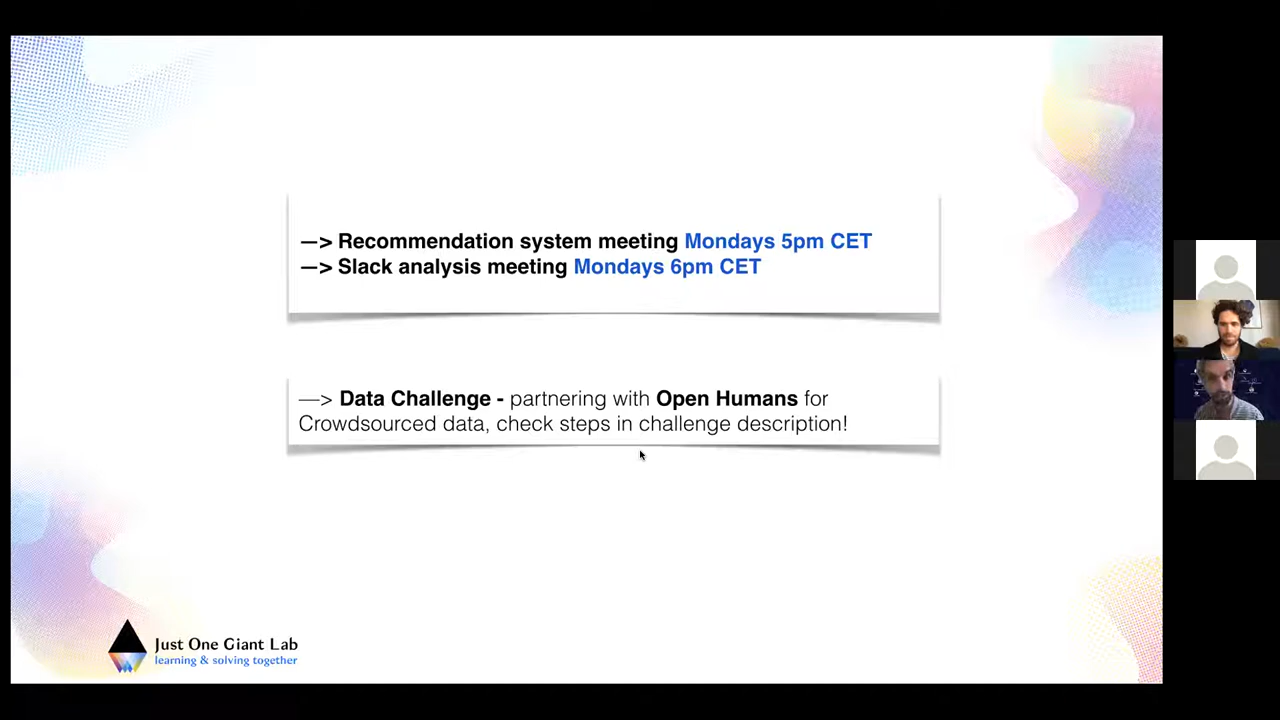 —> Recommendation system meeting Mondays 5pm CET
—> Slack analysis meeting Mondays 6pm CET
—> Data Challenge - partnering with Open Humans for
Crowdsourced data, check steps in challenge description!
Just One Giant Lab
learning & solving together